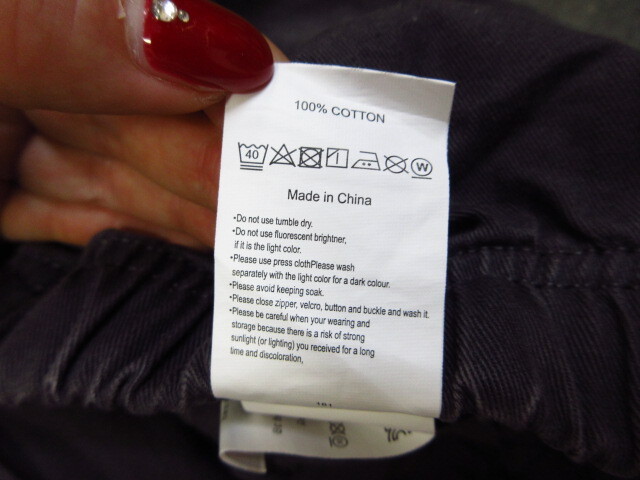 100% COTTON
40 W
Made in China
•Do not use tumble dry.
•Do not use fluorescent brightner,
if it is the light color.
•Please use press clothPlease wash
separately with the light color for a dark colour.
•Please avoid keeping soak.
•Please close zipper, velcro, button and buckle and wash it.
•Please be careful when your wearing and
storage because there is a risk of strong
sunlight (or lighting) you received for a long
time and discoloration,